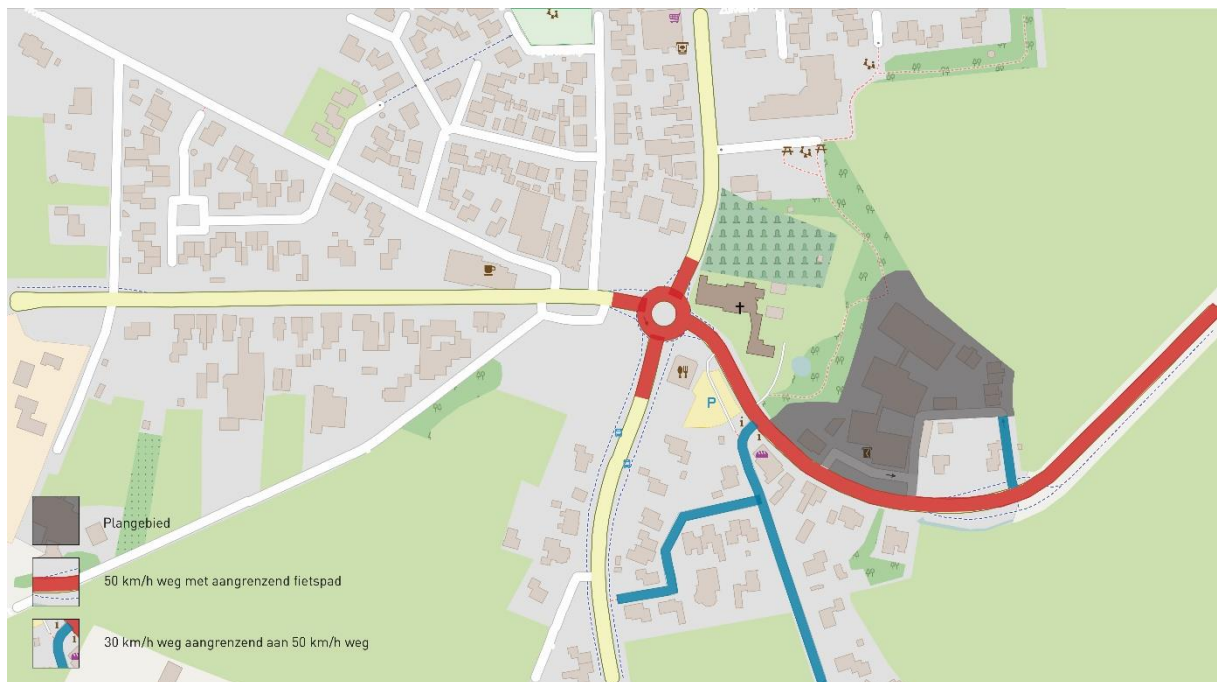 P
Plangebied
50 km/h weg met aangrenzend fietspad
30 km/h weg aangrenzend aan 50 km/h weg